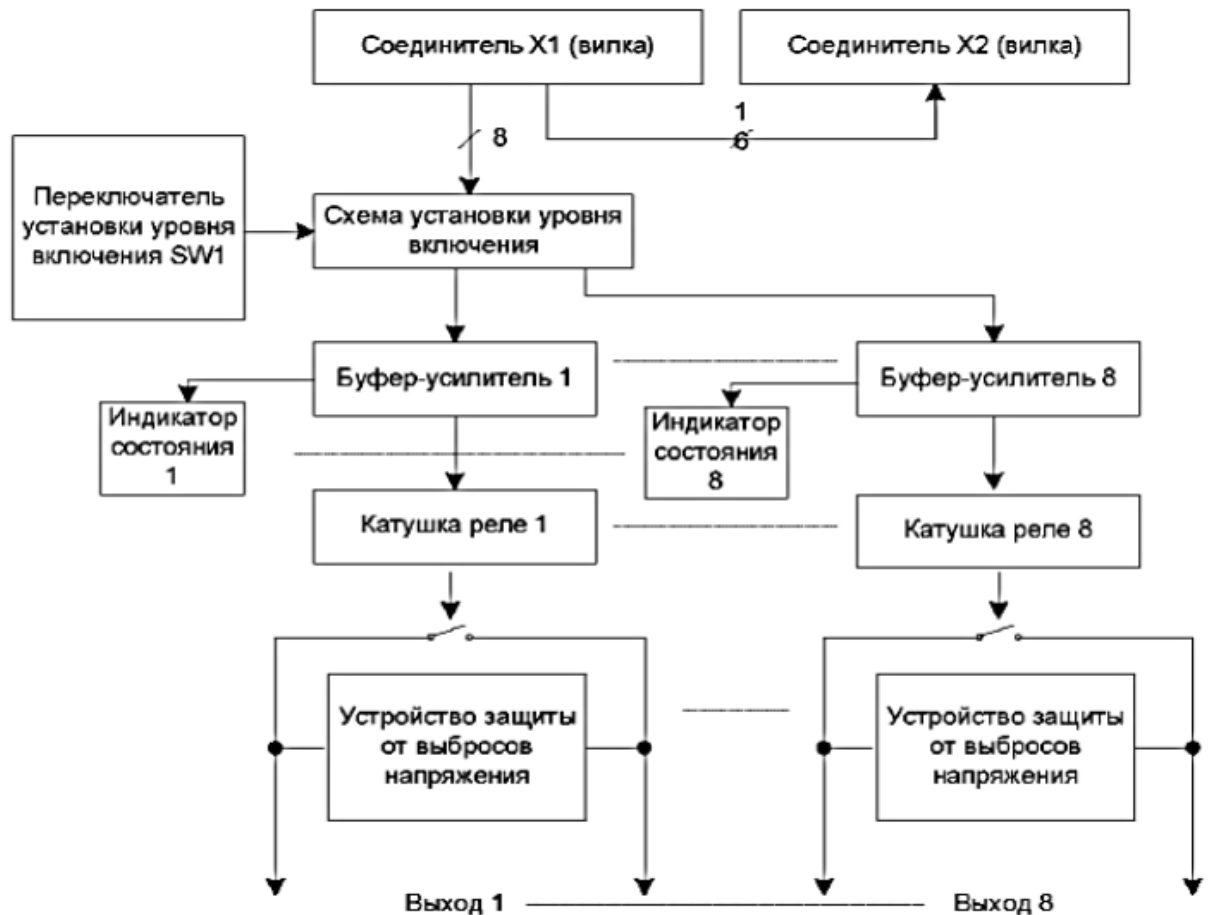 Соединитель X1 (вилка)
Соединитель X2 (вилка)
8
1
6
Переключатель
установки уровня
включения SW1
Схема установки уровня
включения
Буфер-усилитель 1
Буфер-усилитель 8
Индикатор
состояния
1
Индикатор
состояния
8
Катушка реле 1
Катушка реле 8
Устройство защиты
от выбросов
напряжения
Устройство защиты
от выбросов
напряжения
Выход 1
Выход 8